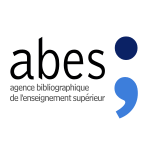 abes
agence bibliographique
de l'enseignement supérieur